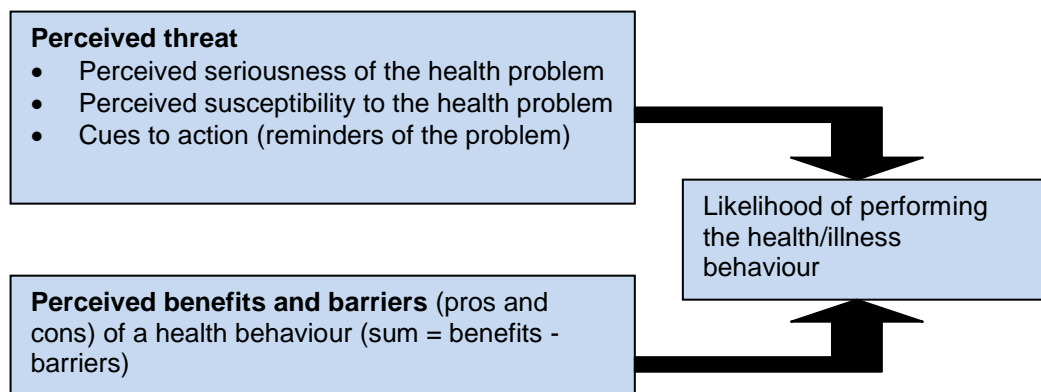 Perceived threat
• Perceived seriousness of the health problem
• Perceived susceptibility to the health problem
• Cues to action (reminders of the problem)
Likelihood of performing
the health/illness
behaviour
Perceived benefits and barriers (pros and
cons) of a health behaviour (sum = benefits -
barriers)